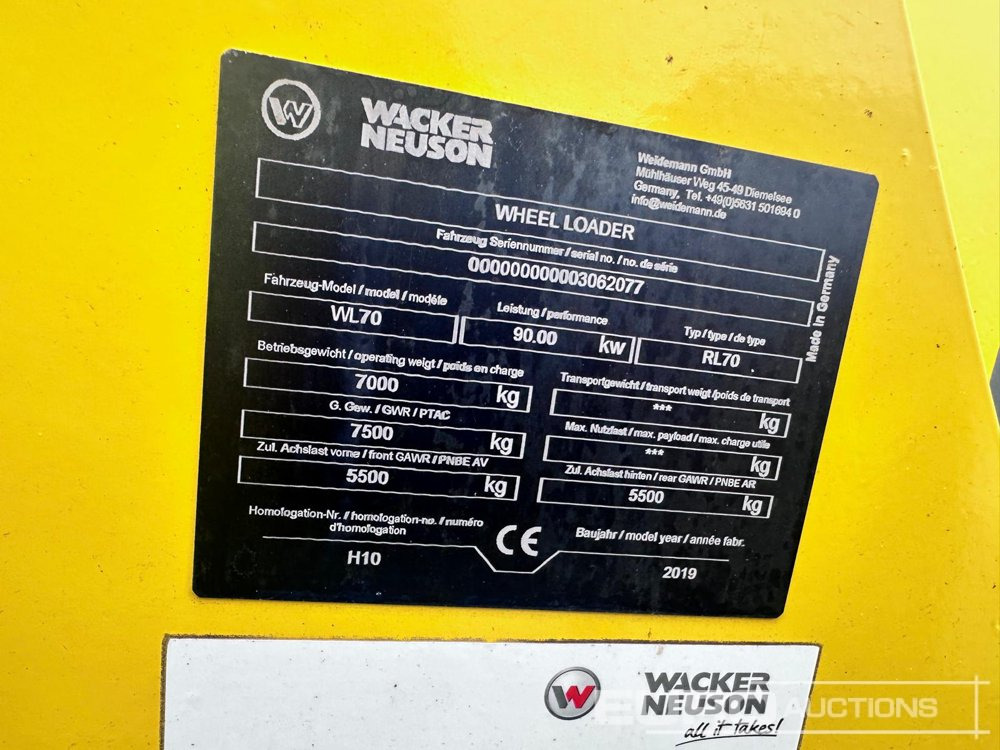 W
WACKER
NEUSON
Weidemann GmbH
Mühlhäuser Weg 45-49 Diemelsee
Germany, Tel. +49(0)5631 501694 0
info@weidemann.de
WHEEL LOADER
Fahrzeug Seriennummer / serial no. / no. de série
000000000003062077
Made in Germany
Fahrzeug-Model / model / modéle
WL70
Leistung / performance
90.00 kw
Typ / type / de type
RL70
Betriebsgewicht / operating weigt / poids en charge
7000 kg
Transportgewicht / transport weigt / poids de transport
*** kg
G. Gew. / GWR / PTAC
7500 kg
Max. Nutzlast / max. payload / max. charge utile
*** kg
Zul. Achslast vorne / front GAWR / PNBE AV
5500 kg
Zul. Achslast hinten / rear GAWR / PNBE AR
5500 kg
Homologation-Nr. / homologation-no. / numéro
d'homologation
H10
CE
Baujahr / model year / année fabr.
2019
W
WACKER
NEUSON
all it takes!
AUCTIONS